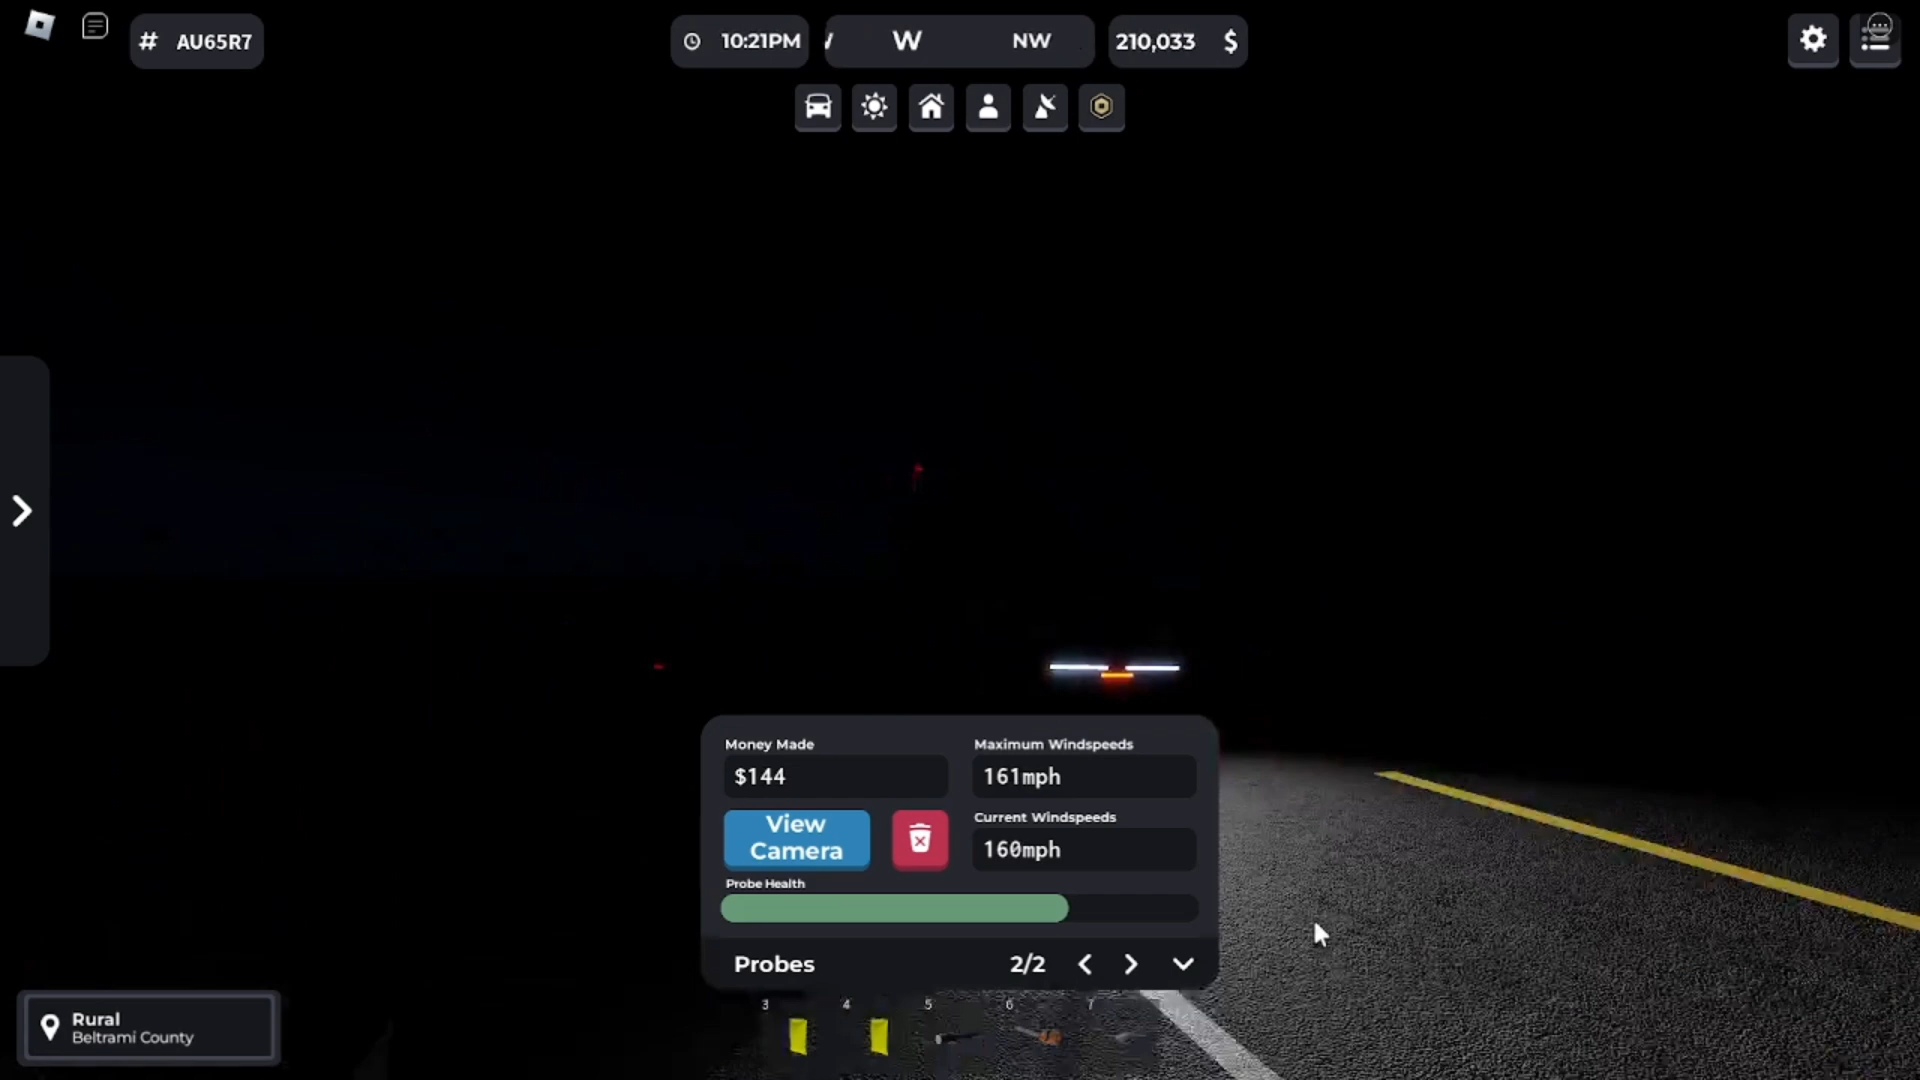 # AU65R7
10:21PM
W
NW
210,033 $
Money Made
$144
Maximum Windspeeds
161mph
View
Camera
Current Windspeeds
160mph
Probe Health
Probes
2/2
3
4
5
6
7
Rural
Beltrami County